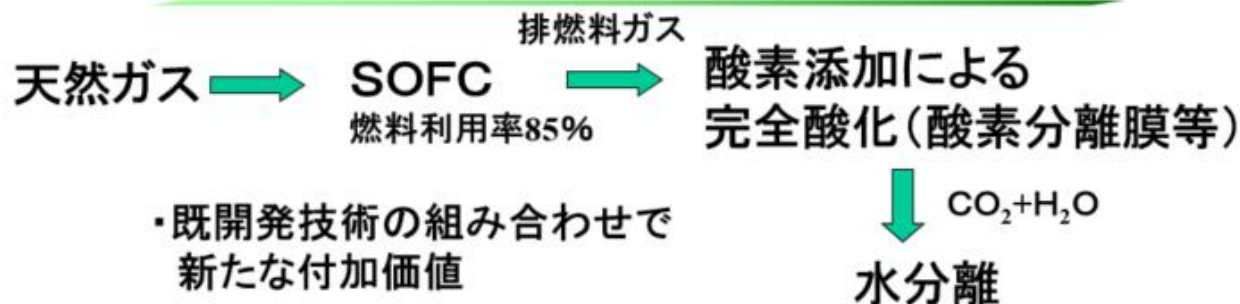 排燃料ガス
天然ガス
SOFC
燃料利用率85%
酸素添加による
完全酸化(酸素分離膜等)
CO₂+H₂O
・既開発技術の組み合わせで
新たな付加価値
水分離